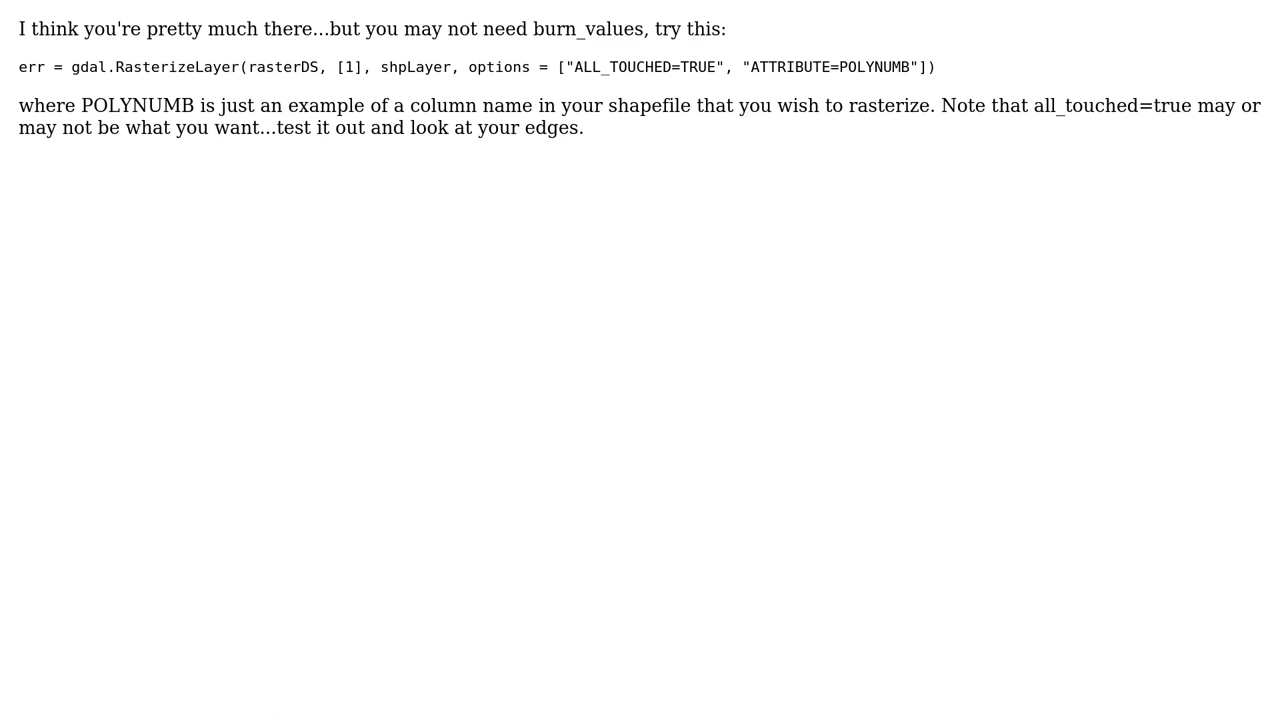 I think you're pretty much there...but you may not need burn_values, try this:
err = gdal.RasterizeLayer(rasterDS, [1], shpLayer, options = ["ALL_TOUCHED=TRUE", "ATTRIBUTE=POLYNUMB"])
where POLYNUMB is just an example of a column name in your shapefile that you wish to rasterize. Note that all_touched=true may or
may not be what you want...test it out and look at your edges.